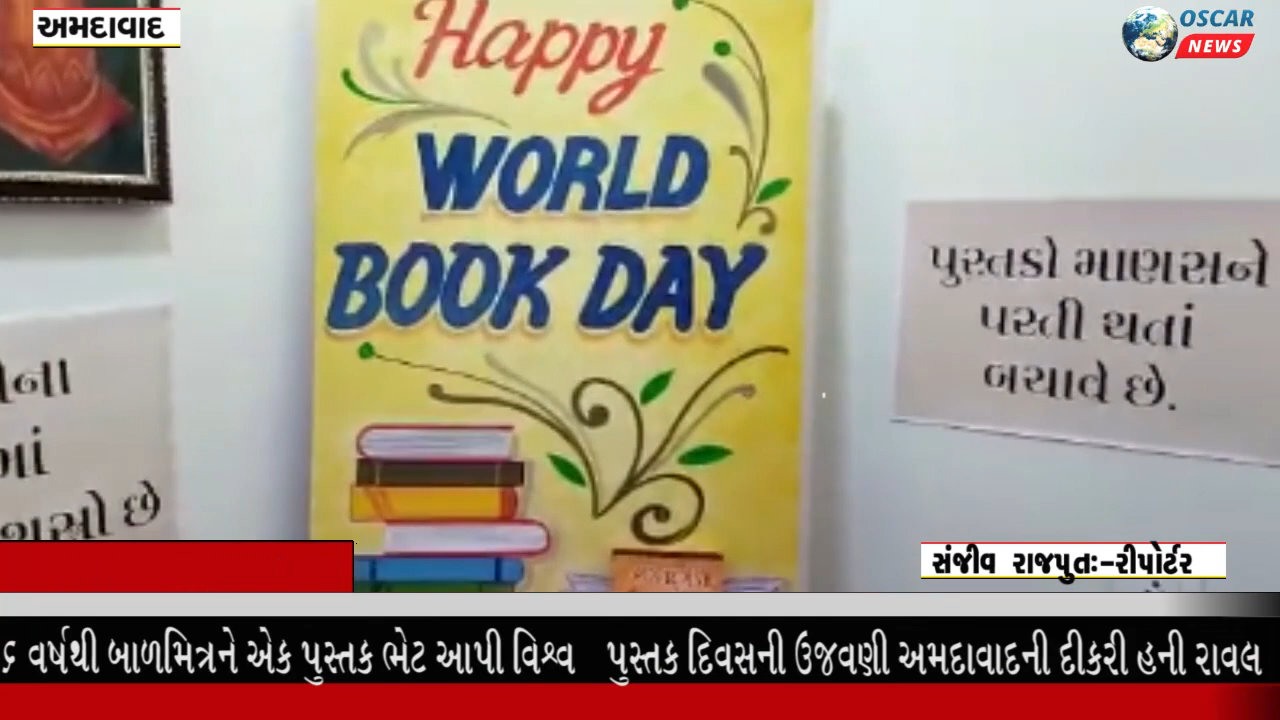 અમદાવાદ
OSCAR
NEWS
Happy
WORLD
BOOK DAY
પુસ્તકો માણસને
પસ્તી થતાં
બચાવે છે.
છે
સંજીવ રાજપુતઃ-રીપોર્ટર
૬ વર્ષથી બાળમિત્રને એક પુસ્તક ભેટ આપી વિશ્વ પુસ્તક દિવસની ઉજવણી અમદાવાદની દીકરી હની રાવલ